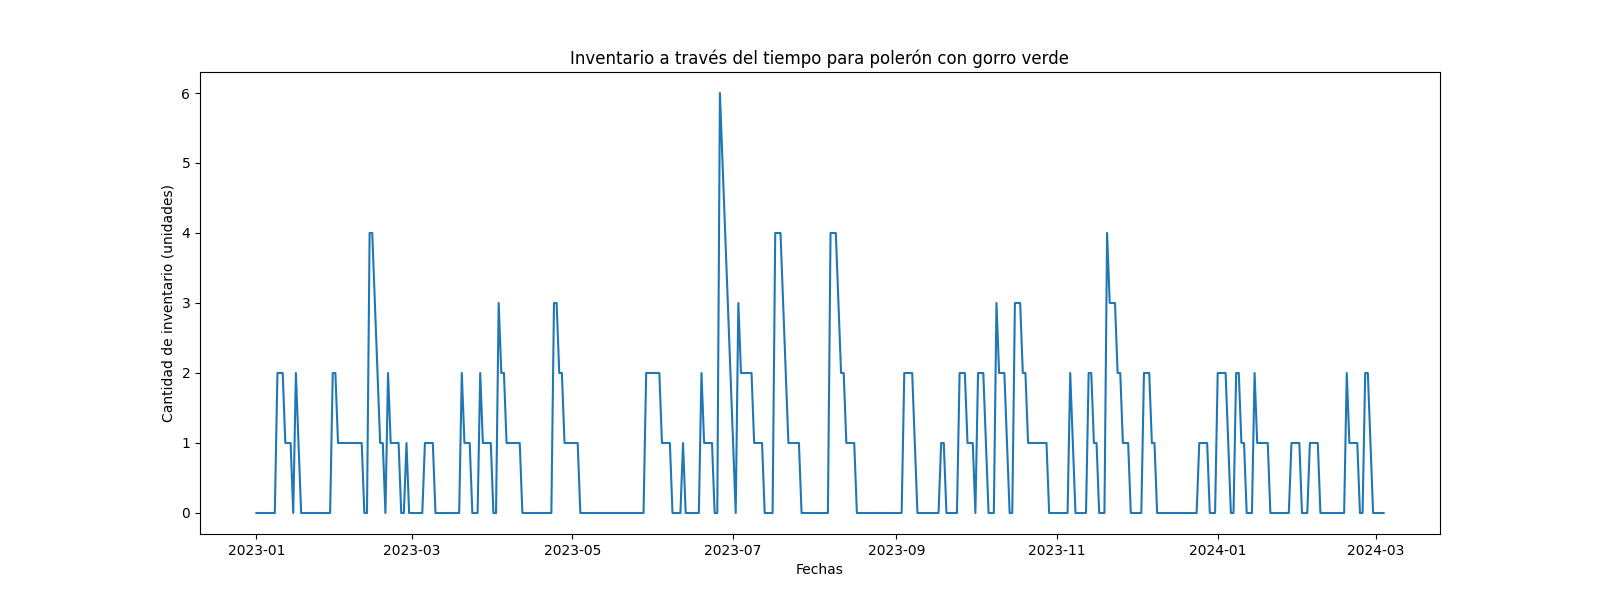 Inventario a través del tiempo para polerón con gorro verde
Cantidad de inventario (unidades)
6
5
4
3
2
1
0
2023-01 2023-03 2023-05 2023-07 2023-09 2023-11 2024-01 2024-03
Fechas